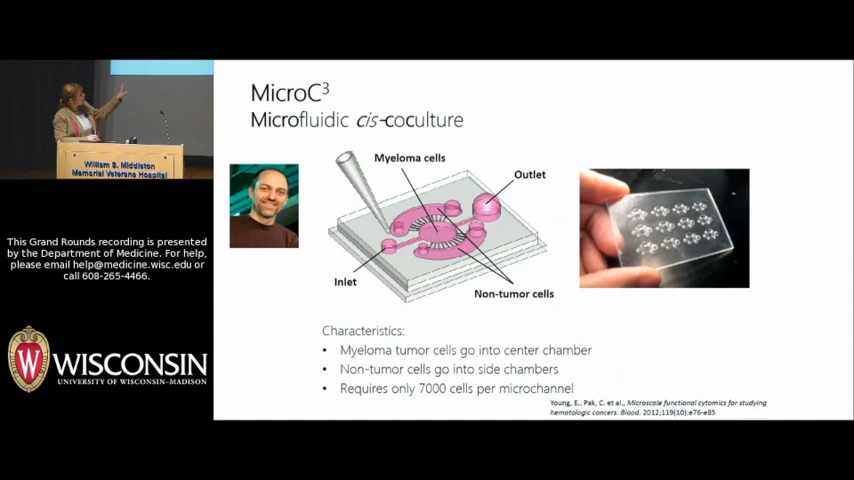 MicroC3
Microfluidic cis-coculture
Myeloma cells
Outlet
Inlet
Non-tumor cells
Characteristics:
• Myeloma tumor cells go into center chamber
• Non-tumor cells go into side chambers
• Requires only 7000 cells per microchannel
Young, E., Pak, C. et al., Microscale functional cytomics for studying
hematologic cancers. Blood. 2012;119(10):e76-e85
William S. Middleton
Memorial Veterans Hospital
This Grand Rounds recording is presented
by the Department of Medicine. For help,
please email help@medicine.wisc.edu or
call 608-265-4466.
W
WISCONSIN
UNIVERSITY OF WISCONSIN–MADISON